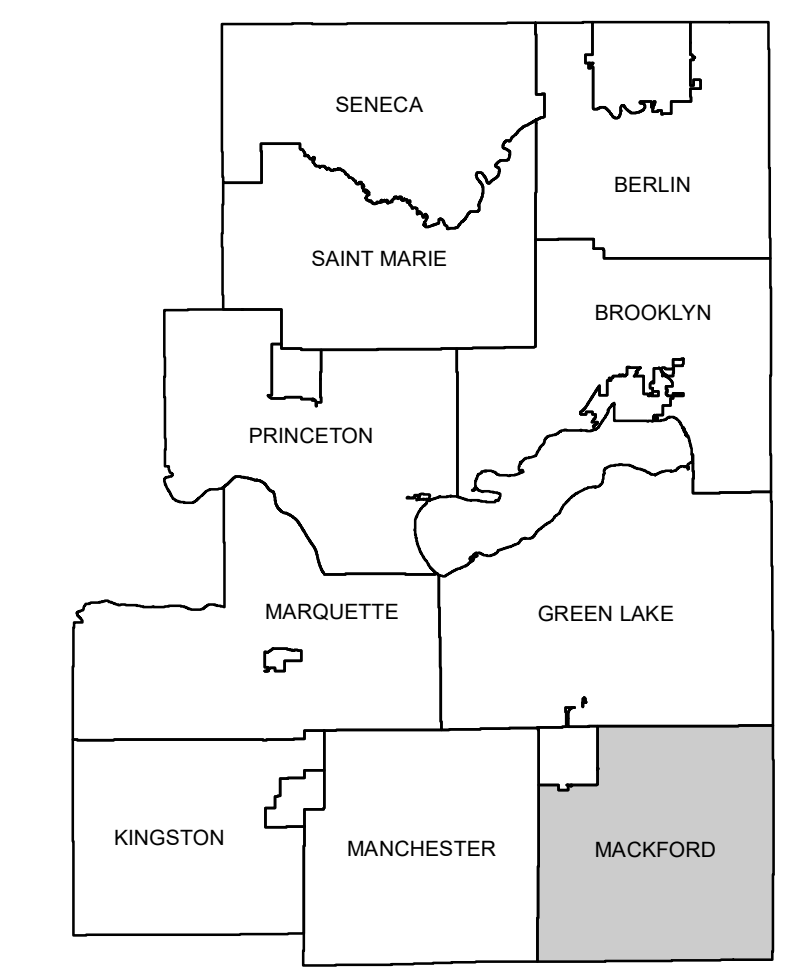 SENECA
BERLIN
SAINT MARIE
BROOKLYN
PRINCETON
MARQUETTE
GREEN LAKE
KINGSTON
MANCHESTER
MACKFORD